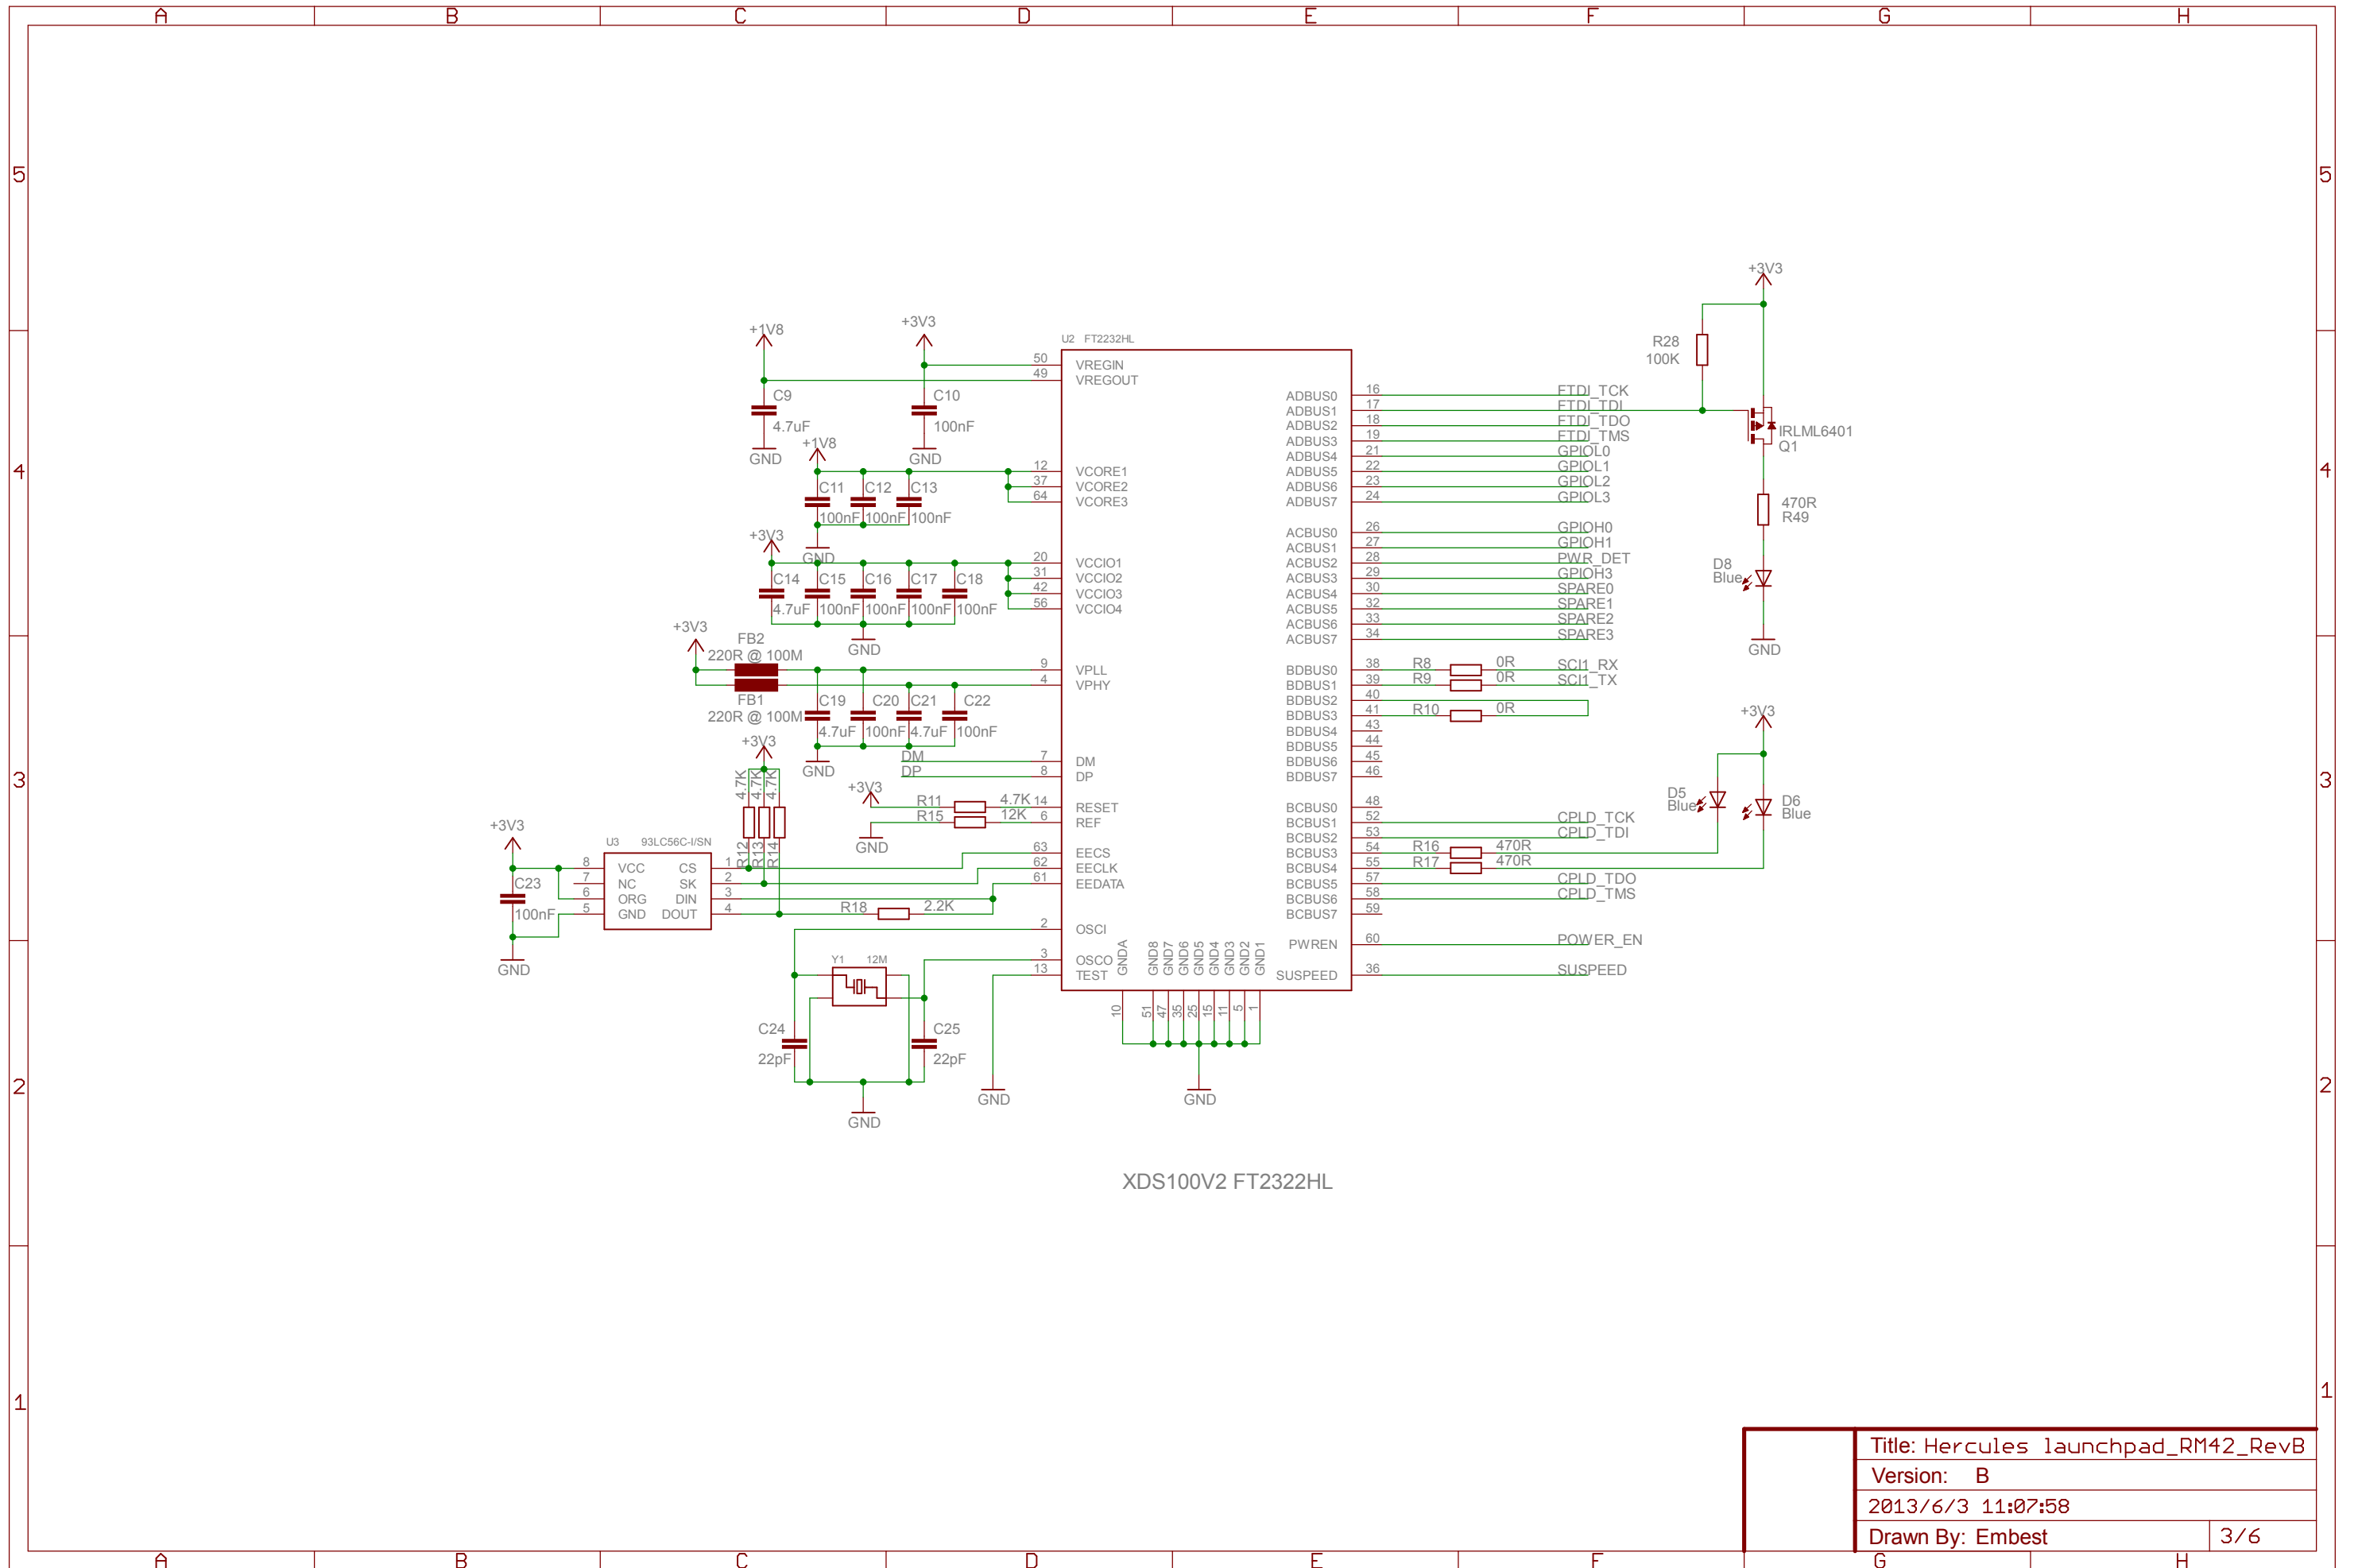 A B C D E F G H
5 5
4 4
3 3
2 2
1 1
+1V8
+3V3
C9
4.7uF
GND
C10
100nF
GND
+1V8
C11 C12 C13
100nF 100nF 100nF
GND
+3V3
C14 C15 C16 C17 C18
4.7uF 100nF 100nF 100nF 100nF
GND
+3V3
FB2
220R @ 100M
FB1
220R @ 100M
C19 C20 C21 C22
4.7uF 100nF 4.7uF 100nF
GND
DM
DP
+3V3
4.7K 4.7K 4.7K
R12 R13 R14
+3V3
R11 4.7K
R15 12K
GND
+3V3
C23
100nF
GND
U3 93LC56C-I/SN
8 VCC CS 1
7 NC SK 2
6 ORG DIN 3
5 GND DOUT 4
R18 2.2K
Y1 12M
C24
22pF
C25
22pF
GND
GND
GND
U2 FT2232HL
50 VREGIN
49 VREGOUT
12 VCORE1
37 VCORE2
64 VCORE3
20 VCCIO1
31 VCCIO2
42 VCCIO3
56 VCCIO4
9 VPLL
4 VPHY
7 DM
8 DP
14 RESET
6 REF
63 EECS
62 EECLK
61 EEDATA
2 OSCI
3 OSCO
13 TEST
GNDA GND8 GND7 GND6 GND5 GND4 GND3 GND2 GND1
10 51 47 35 25 15 11 5 1
ADBUS0 16 FTDI_TCK
ADBUS1 17 FTDI_TDI
ADBUS2 18 FTDI_TDO
ADBUS3 19 FTDI_TMS
ADBUS4 21 GPIOL0
ADBUS5 22 GPIOL1
ADBUS6 23 GPIOL2
ADBUS7 24 GPIOL3
ACBUS0 26 GPIOH0
ACBUS1 27 GPIOH1
ACBUS2 28 PWR_DET
ACBUS3 29 GPIOH3
ACBUS4 30 SPARE0
ACBUS5 32 SPARE1
ACBUS6 33 SPARE2
ACBUS7 34 SPARE3
BDBUS0 38 R8 0R SCI1_RX
BDBUS1 39 R9 0R SCI1_TX
BDBUS2 40
BDBUS3 41 R10 0R
BDBUS4 43
BDBUS5 44
BDBUS6 45
BDBUS7 46
BCBUS0 48
BCBUS1 52 CPLD_TCK
BCBUS2 53 CPLD_TDI
BCBUS3 54 R16 470R
BCBUS4 55 R17 470R
BCBUS5 57 CPLD_TDO
BCBUS6 58 CPLD_TMS
BCBUS7 59
PWREN 60 POWER_EN
SUSPEED 36 SUSPEED
+3V3
R28
100K
IRLML6401
Q1
470R
R49
D8
Blue
GND
+3V3
D5
Blue
D6
Blue
XDS100V2 FT2322HL
Title: Hercules launchpad_RM42_RevB
Version: B
2013/6/3 11:07:58
Drawn By: Embest 3/6
A B C D E F G H